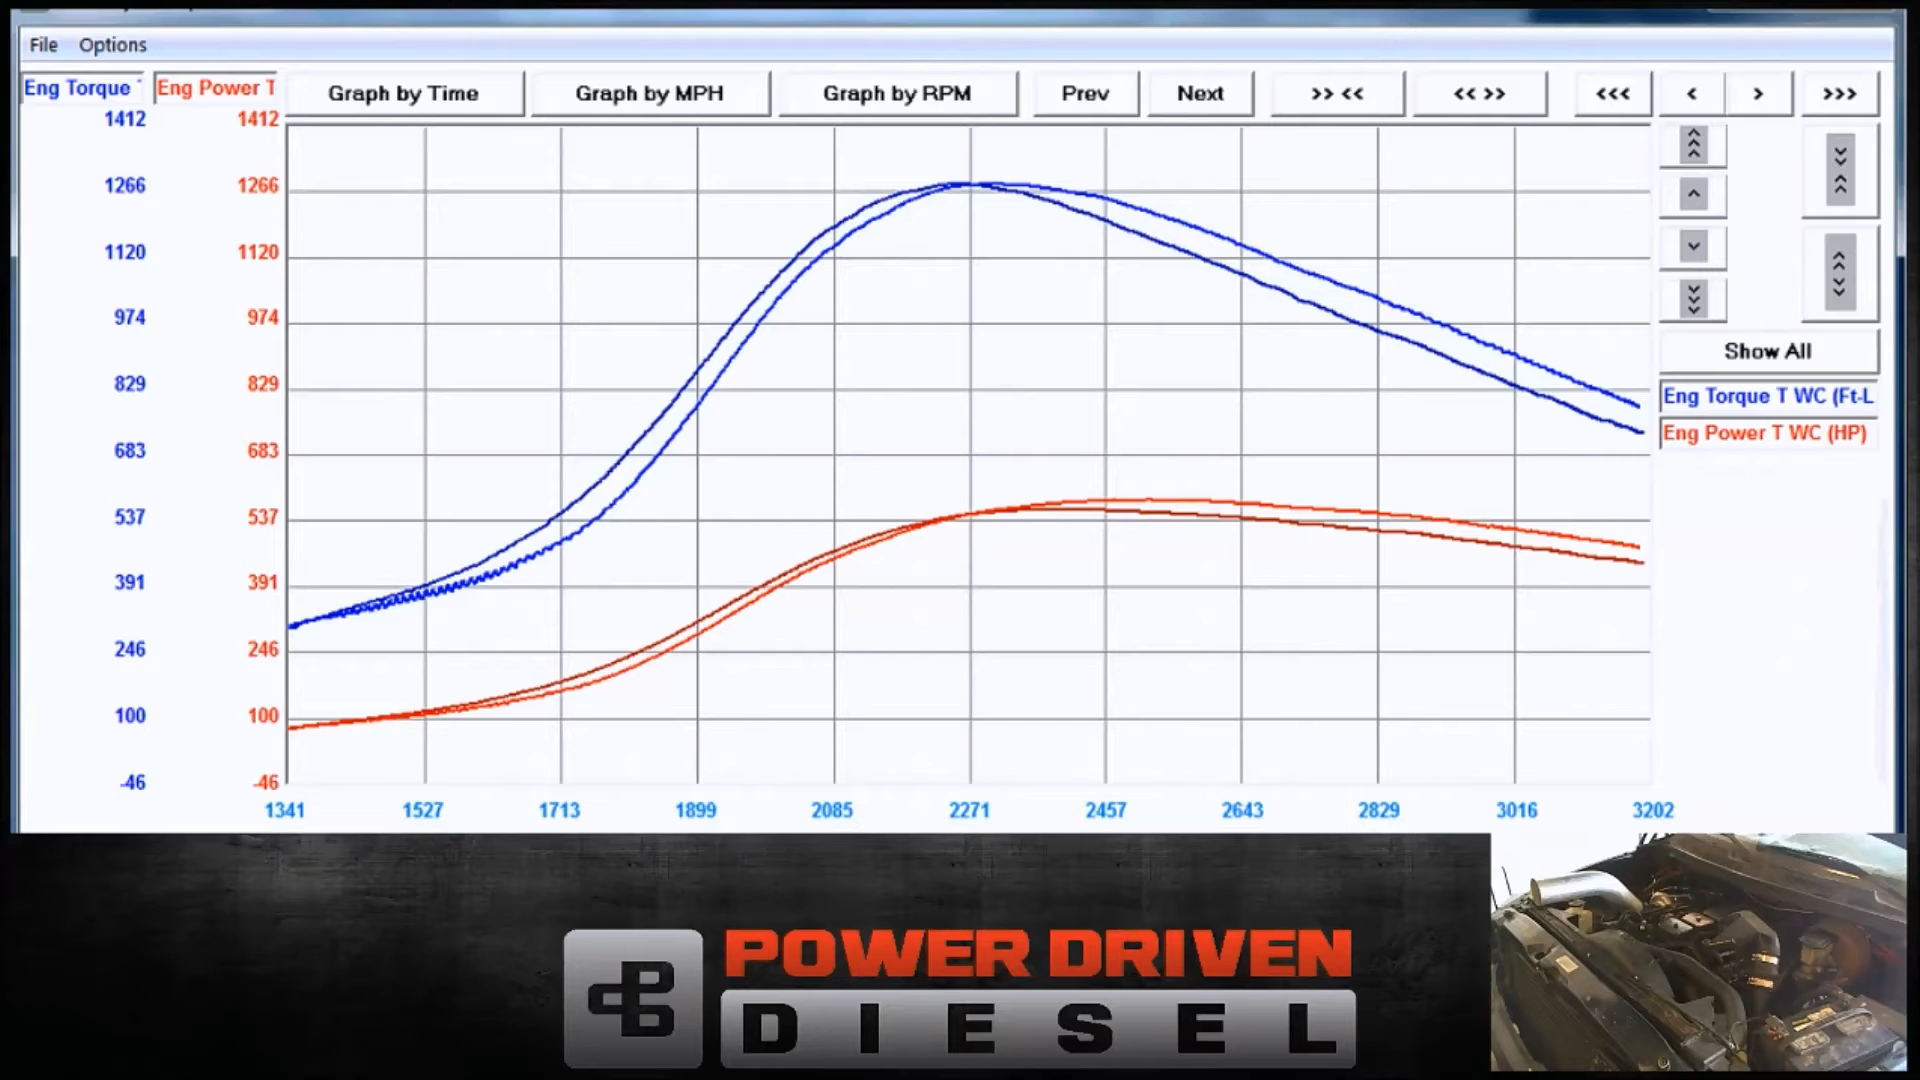 File Options
Eng Torque Eng Power T Graph by Time Graph by MPH Graph by RPM Prev Next >> << << >> <<< < > >>>
1412 1412
1266 1266
1120 1120
974 974
829 829
683 683
537 537
391 391
246 246
100 100
-46 -46
1341 1527 1713 1899 2085 2271 2457 2643 2829 3016 3202
Show All
Eng Torque T WC (Ft-L
Eng Power T WC (HP)
POWER DRIVEN
DIESEL